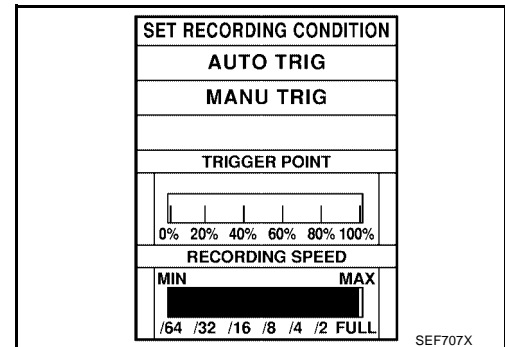 SET RECORDING CONDITION
AUTO TRIG
MANU TRIG
TRIGGER POINT
0% 20% 40% 60% 80% 100%
RECORDING SPEED
MIN MAX
/64 /32 /16 /8 /4 /2 FULL
SEF707X